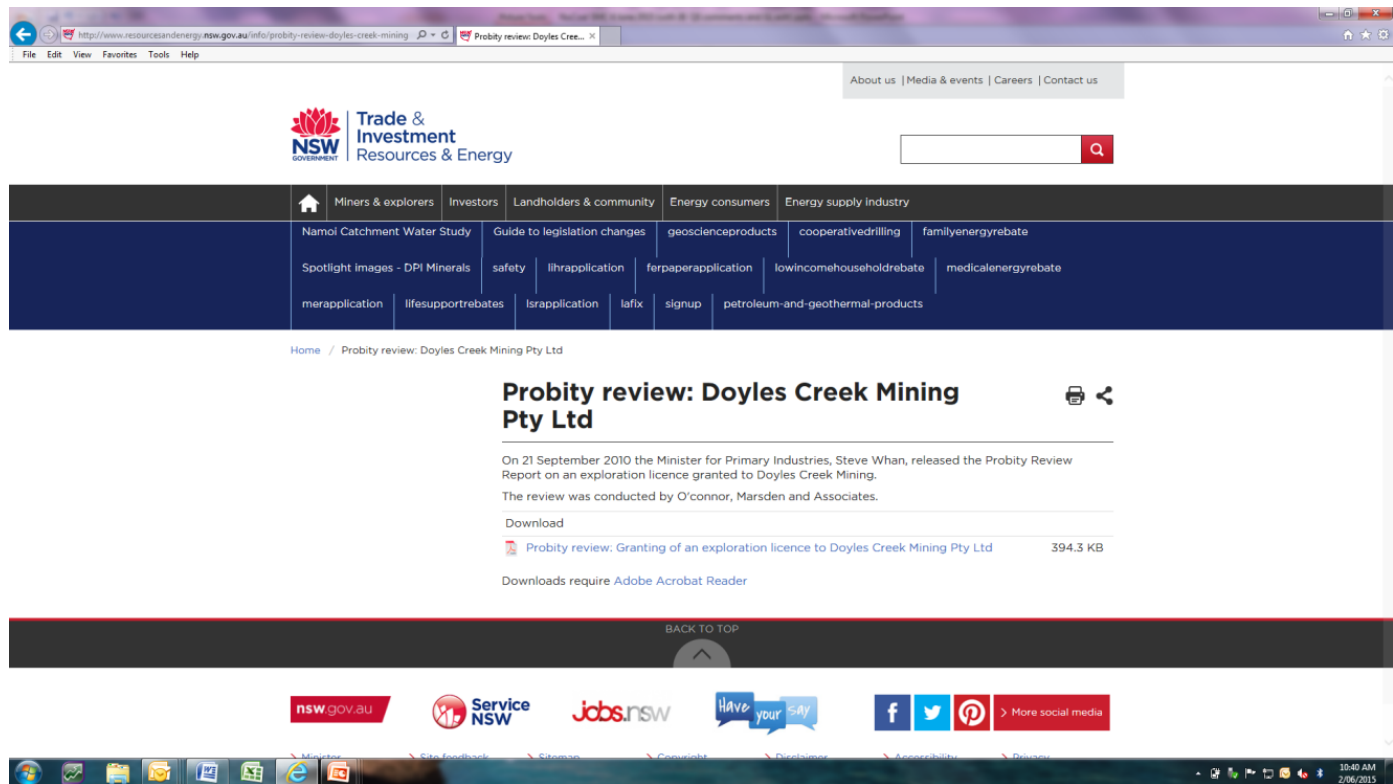 http://www.resourcesandenergy.nsw.gov.au/info/probity-review-doyles-creek-mining
Probity review: Doyles Cree...
File Edit View Favorites Tools Help
About us | Media & events | Careers | Contact us
Trade &
Investment
Resources & Energy
NSW
GOVERNMENT
Miners & explorers Investors Landholders & community Energy consumers Energy supply industry
Namoi Catchment Water Study Guide to legislation changes geoscienceproducts cooperativedrilling familyenergyrebate
Spotlight images - DPI Minerals safety lihrapplication ferpaperapplication lowincomehouseholdrebate medicalenergyrebate
merapplication lifesupportrebates lsrapplication lafix signup petroleum-and-geothermal-products
Home / Probity review: Doyles Creek Mining Pty Ltd
Probity review: Doyles Creek Mining
Pty Ltd
On 21 September 2010 the Minister for Primary Industries, Steve Whan, released the Probity Review
Report on an exploration licence granted to Doyles Creek Mining.
The review was conducted by O'connor, Marsden and Associates.
Download
Probity review: Granting of an exploration licence to Doyles Creek Mining Pty Ltd 394.3 KB
Downloads require Adobe Acrobat Reader
BACK TO TOP
nsw.gov.au
Service
NSW
jobs.nsw
Have your say
> More social media
> Minister > Site feedback > Sitemap > Copyright > Disclaimer > Accessibility > Privacy
10:40 AM
2/06/2015